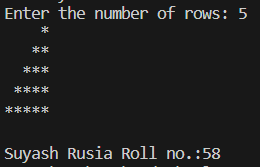 Enter the number of rows: 5
    *
   **
  ***
 ****
*****

Suyash Rusia Roll no.:58